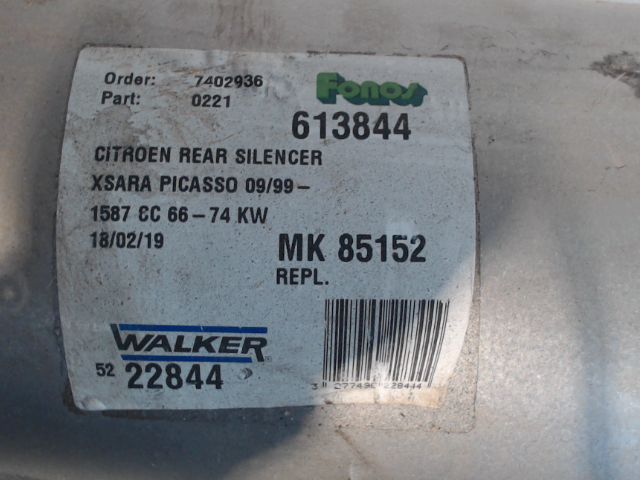 Order: 7402936
Part: 0221
Fonos
613844
CITROEN REAR SILENCER
XSARA PICASSO 09/99-
1587 CC 66-74 KW
18/02/19
MK 85152
REPL.
WALKER®
52 22844